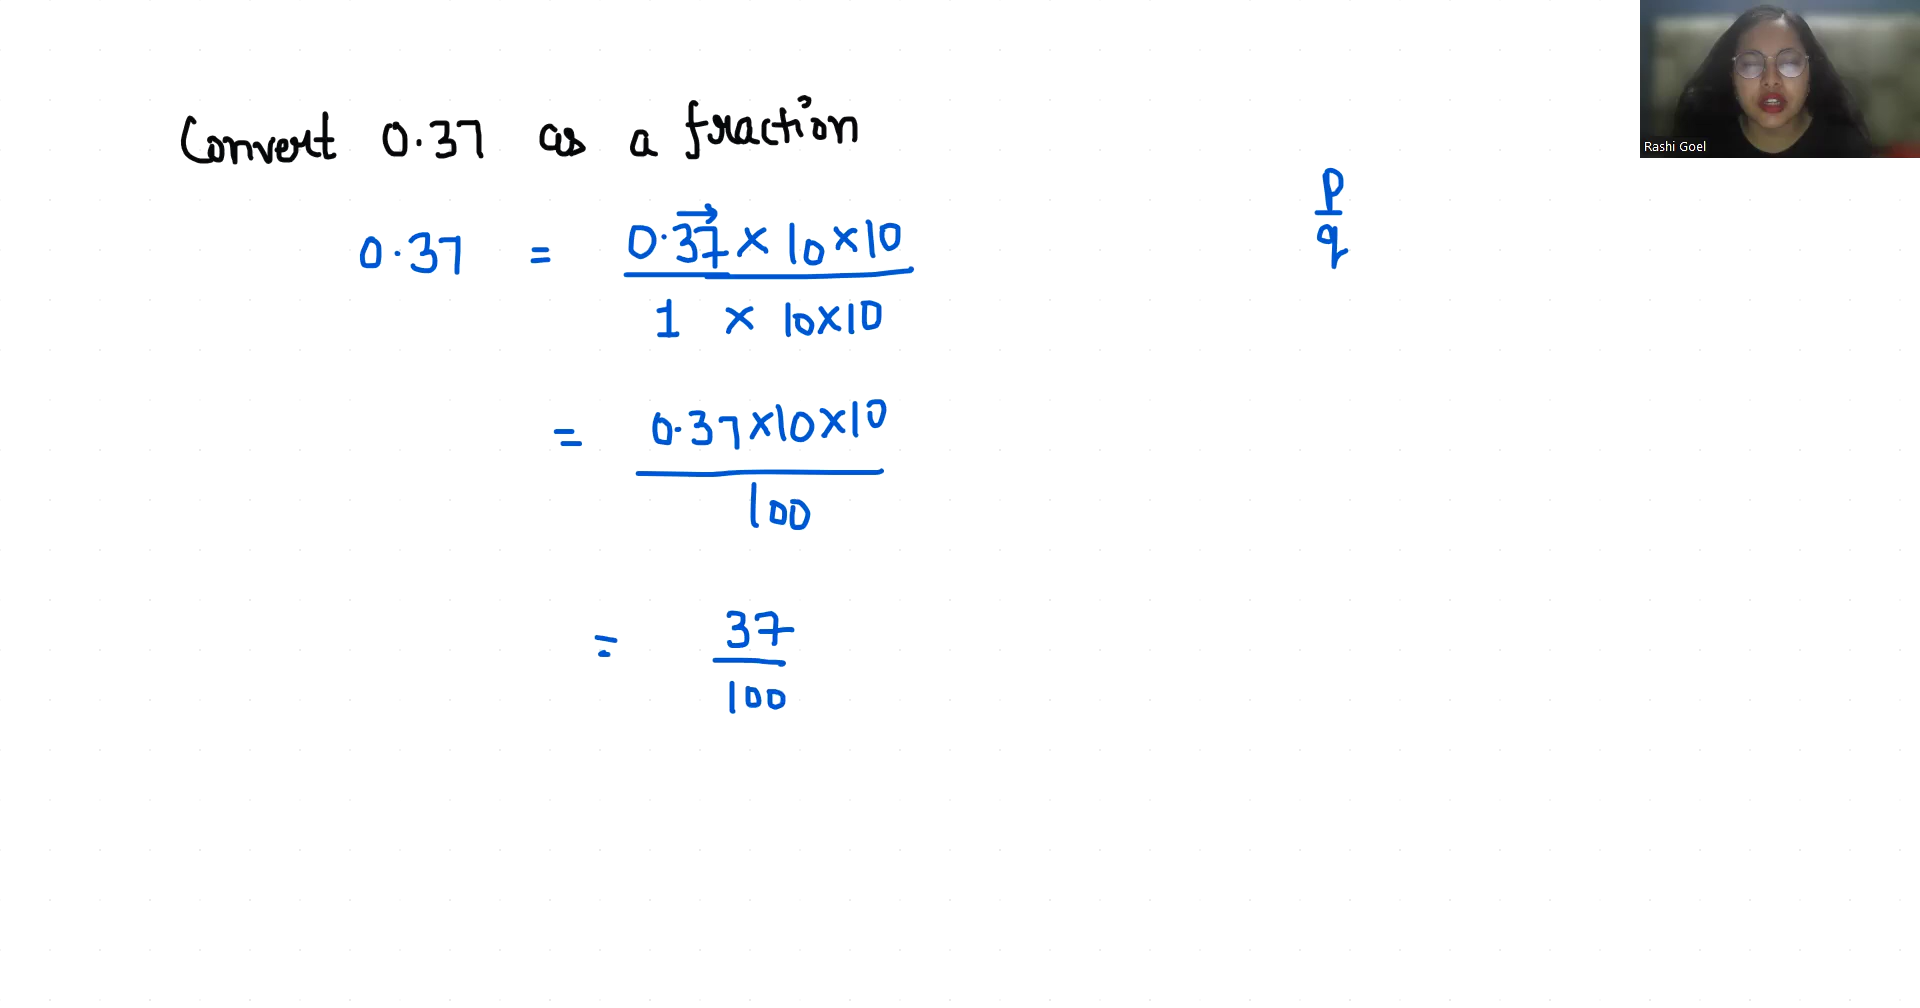 Convert 0.37 as a fraction
0.37 = 0.37 × 10 × 10
1 × 10×10
= 0.37×10×10
100
= 37
100
p
q
Rashi Goel